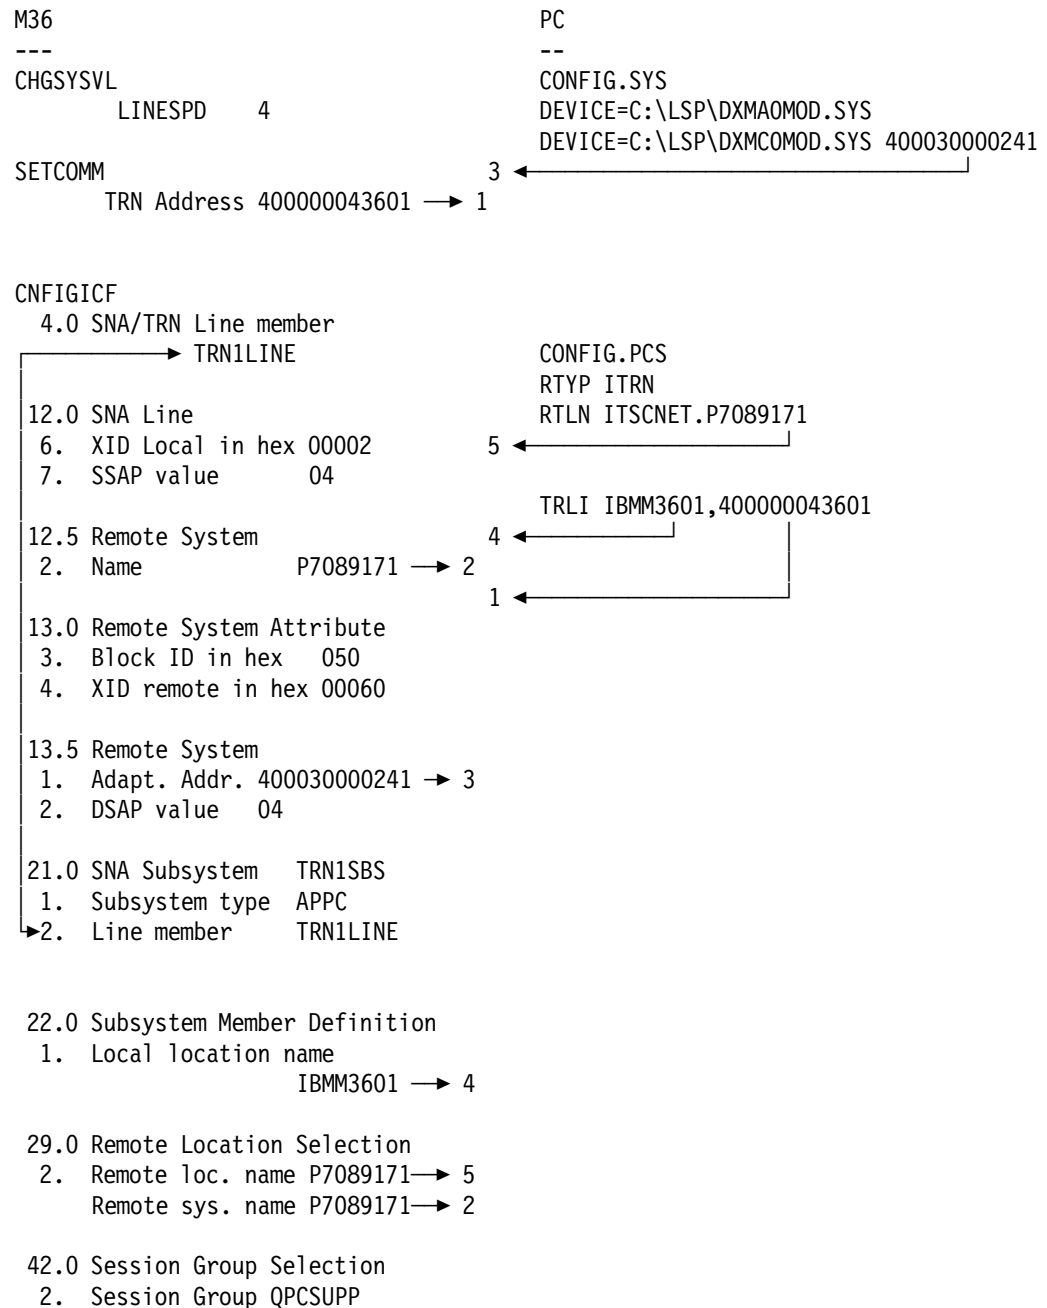 M36 PC
--- --
CHGSYSVL CONFIG.SYS
LINESPD 4 DEVICE=C:\LSP\DXMA0MOD.SYS
DEVICE=C:\LSP\DXMC0MOD.SYS 400030000241
SETCOMM 3
TRN Address 400000043601 1
CNFIGICF
4.0 SNA/TRN Line member
TRN1LINE CONFIG.PCS
RTYP ITRN
12.0 SNA Line RTLN ITSCNET.P7089171
6. XID Local in hex 00002 5
7. SSAP value 04
TRLI IBMM3601,400000043601
12.5 Remote System 4
2. Name P7089171 2
1
13.0 Remote System Attribute
3. Block ID in hex 050
4. XID remote in hex 00060
13.5 Remote System
1. Adapt. Addr. 400030000241 3
2. DSAP value 04
21.0 SNA Subsystem TRN1SBS
1. Subsystem type APPC
2. Line member TRN1LINE
22.0 Subsystem Member Definition
1. Local location name
IBMM3601 4
29.0 Remote Location Selection
2. Remote loc. name P7089171 5
Remote sys. name P7089171 2
42.0 Session Group Selection
2. Session Group QPCSUPP